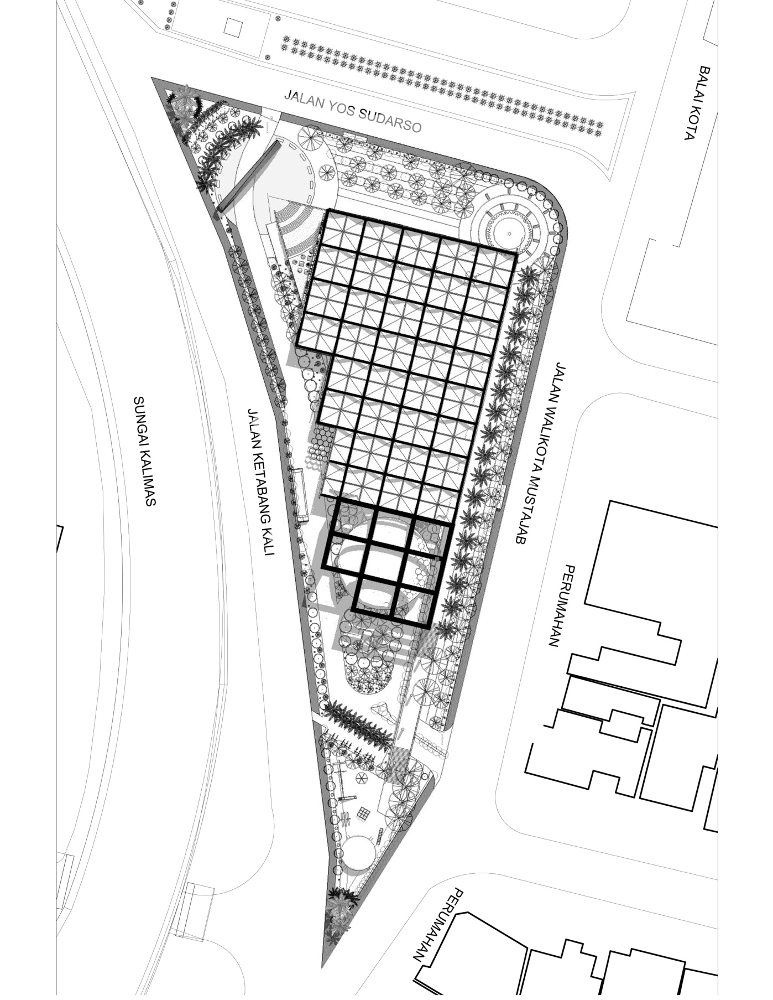 BALAI KOTA
JALAN YOS SUDARSO
JALAN WALIKOTA MUSTAJAB
SUNGAI KALIMAS
JALAN KETABANG KALI
PERUMAHAN
PERUMAHAN